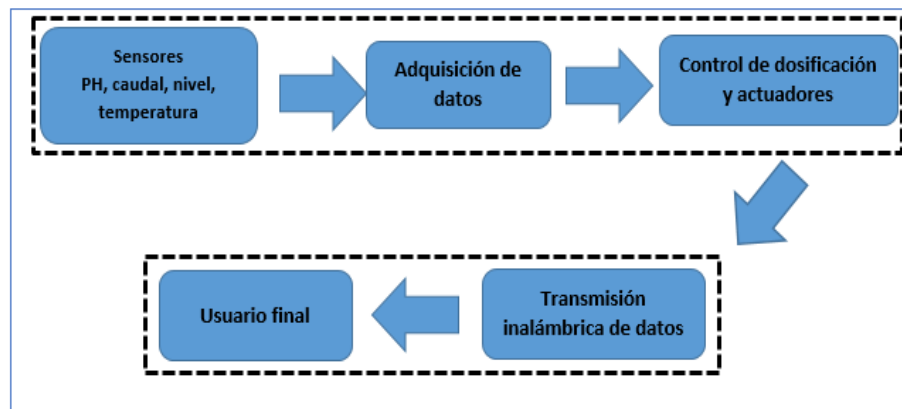 Sensores
PH, caudal, nivel,
temperatura
Adquisición de
datos
Control de dosificación
y actuadores
Transmisión
inalámbrica de datos
Usuario final